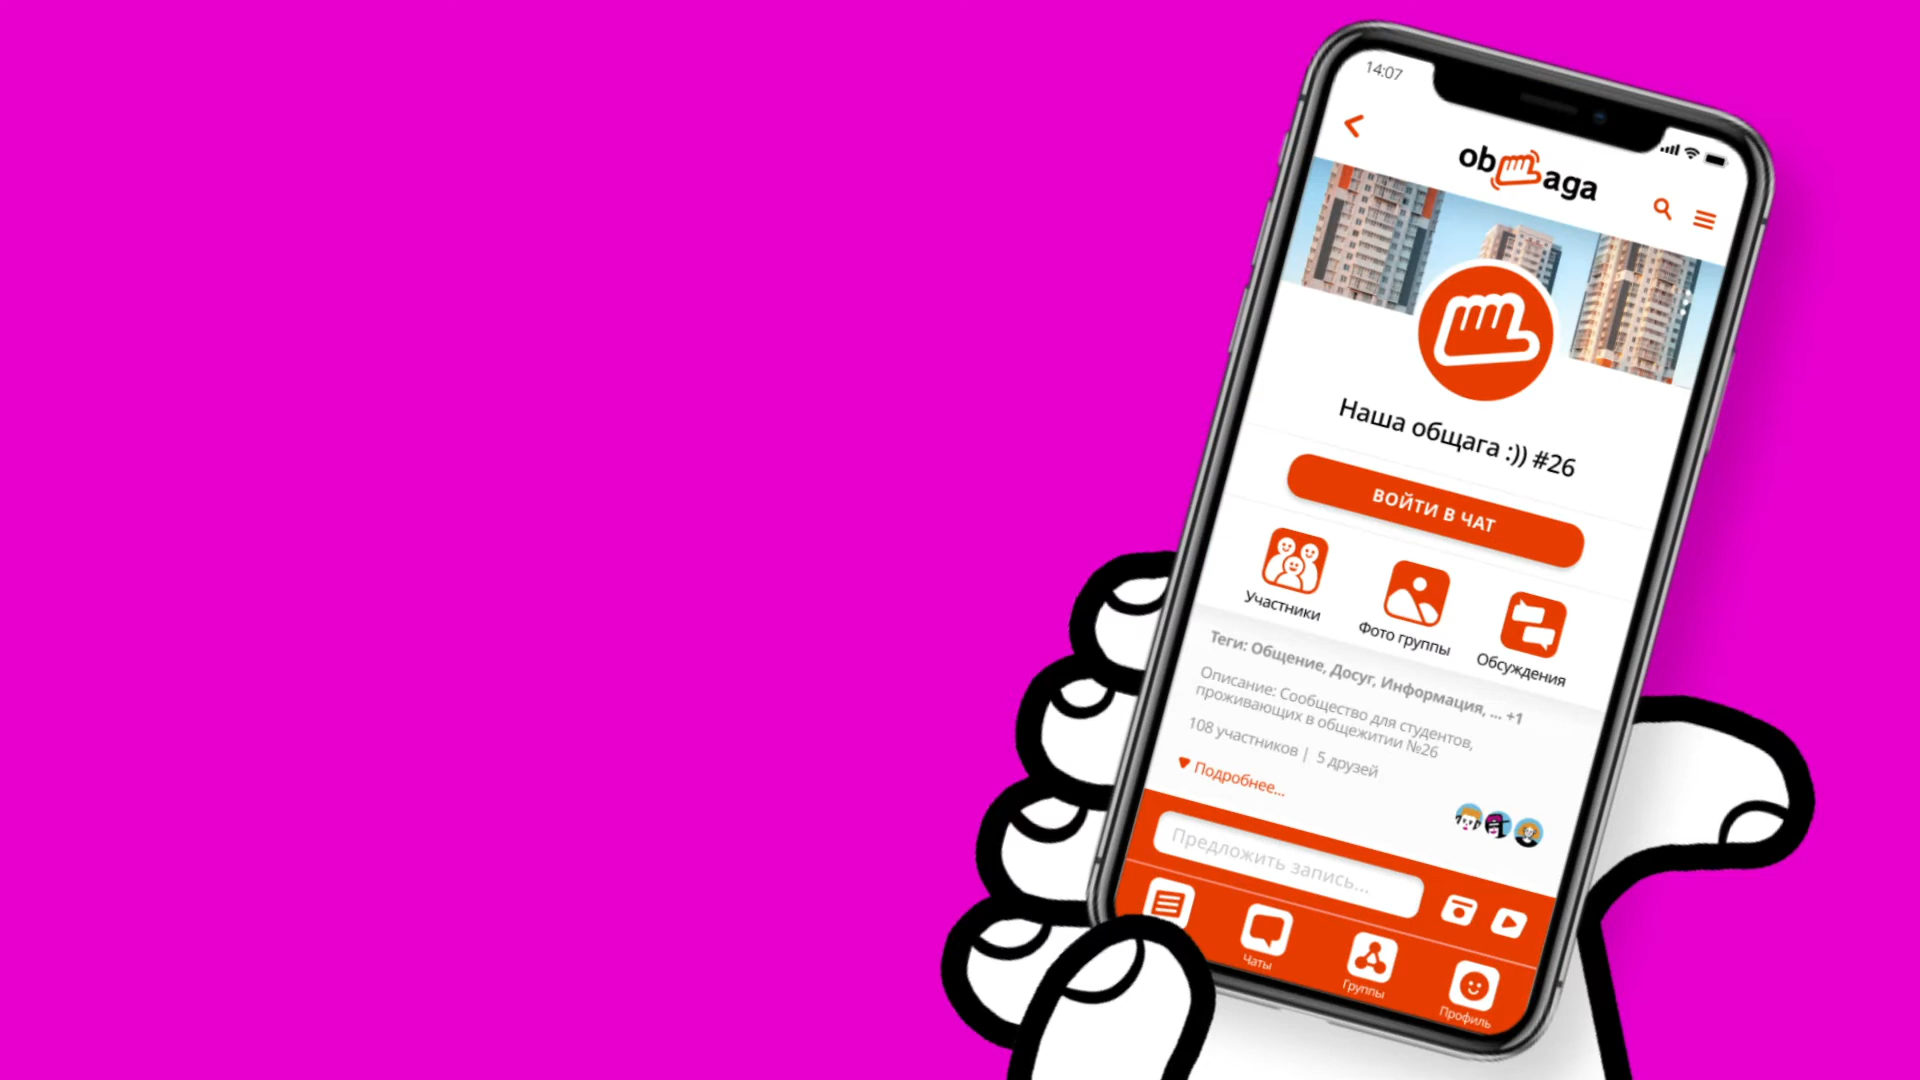 14:07
ob aga
Наша общага :)) #26
ВОЙТИ В ЧАТ
Участники
Фото группы
Обсуждения
Теги: Общение, Досуг, Информация, ... +1
Описание: Сообщество для студентов,
проживающих в общежитии №26
108 участников | 5 друзей
Подробнее...
Предложить запись...
Чаты
Группы
Профиль